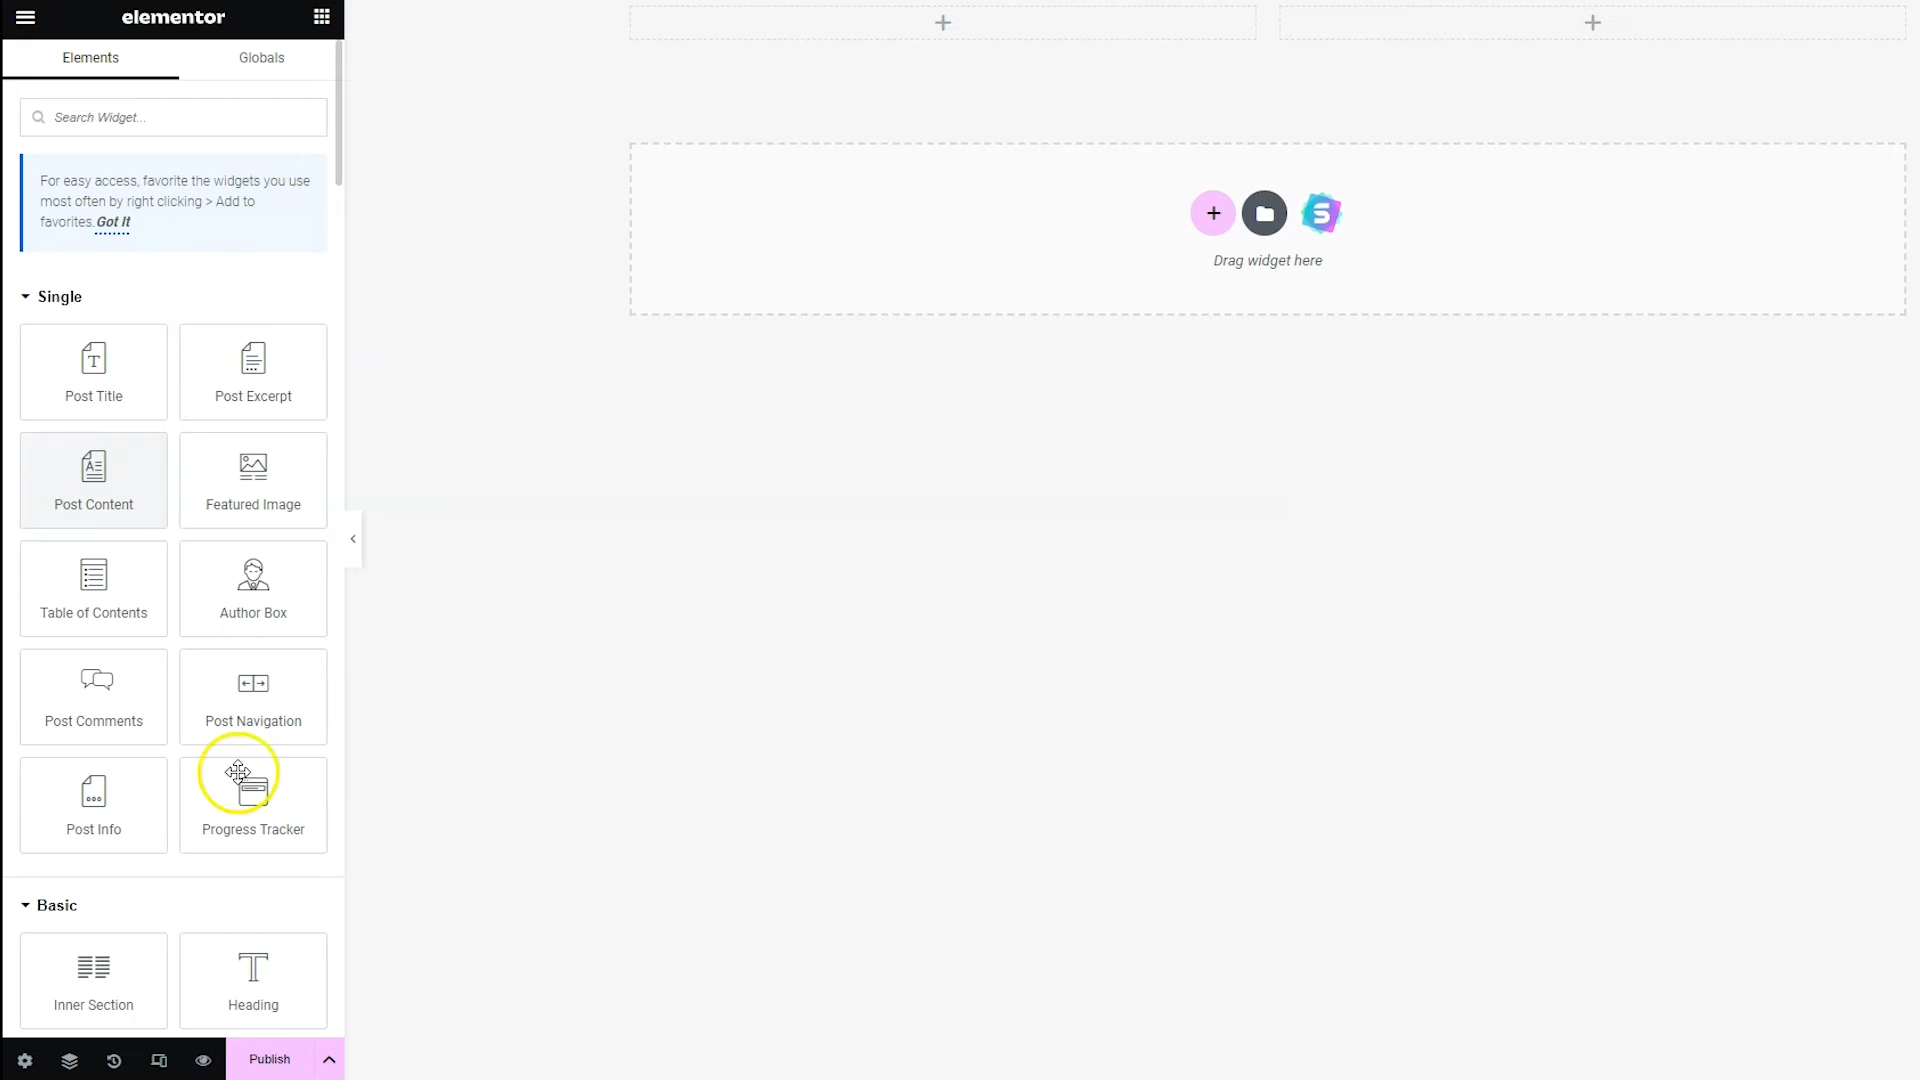 elementor
Elements
Globals
Search Widget...
For easy access, favorite the widgets you use
most often by right clicking > Add to
favorites. Got It
Single
Post Title
Post Excerpt
Post Content
Featured Image
Table of Contents
Author Box
Post Comments
Post Navigation
Post Info
Progress Tracker
Basic
Inner Section
Heading
Publish
Drag widget here